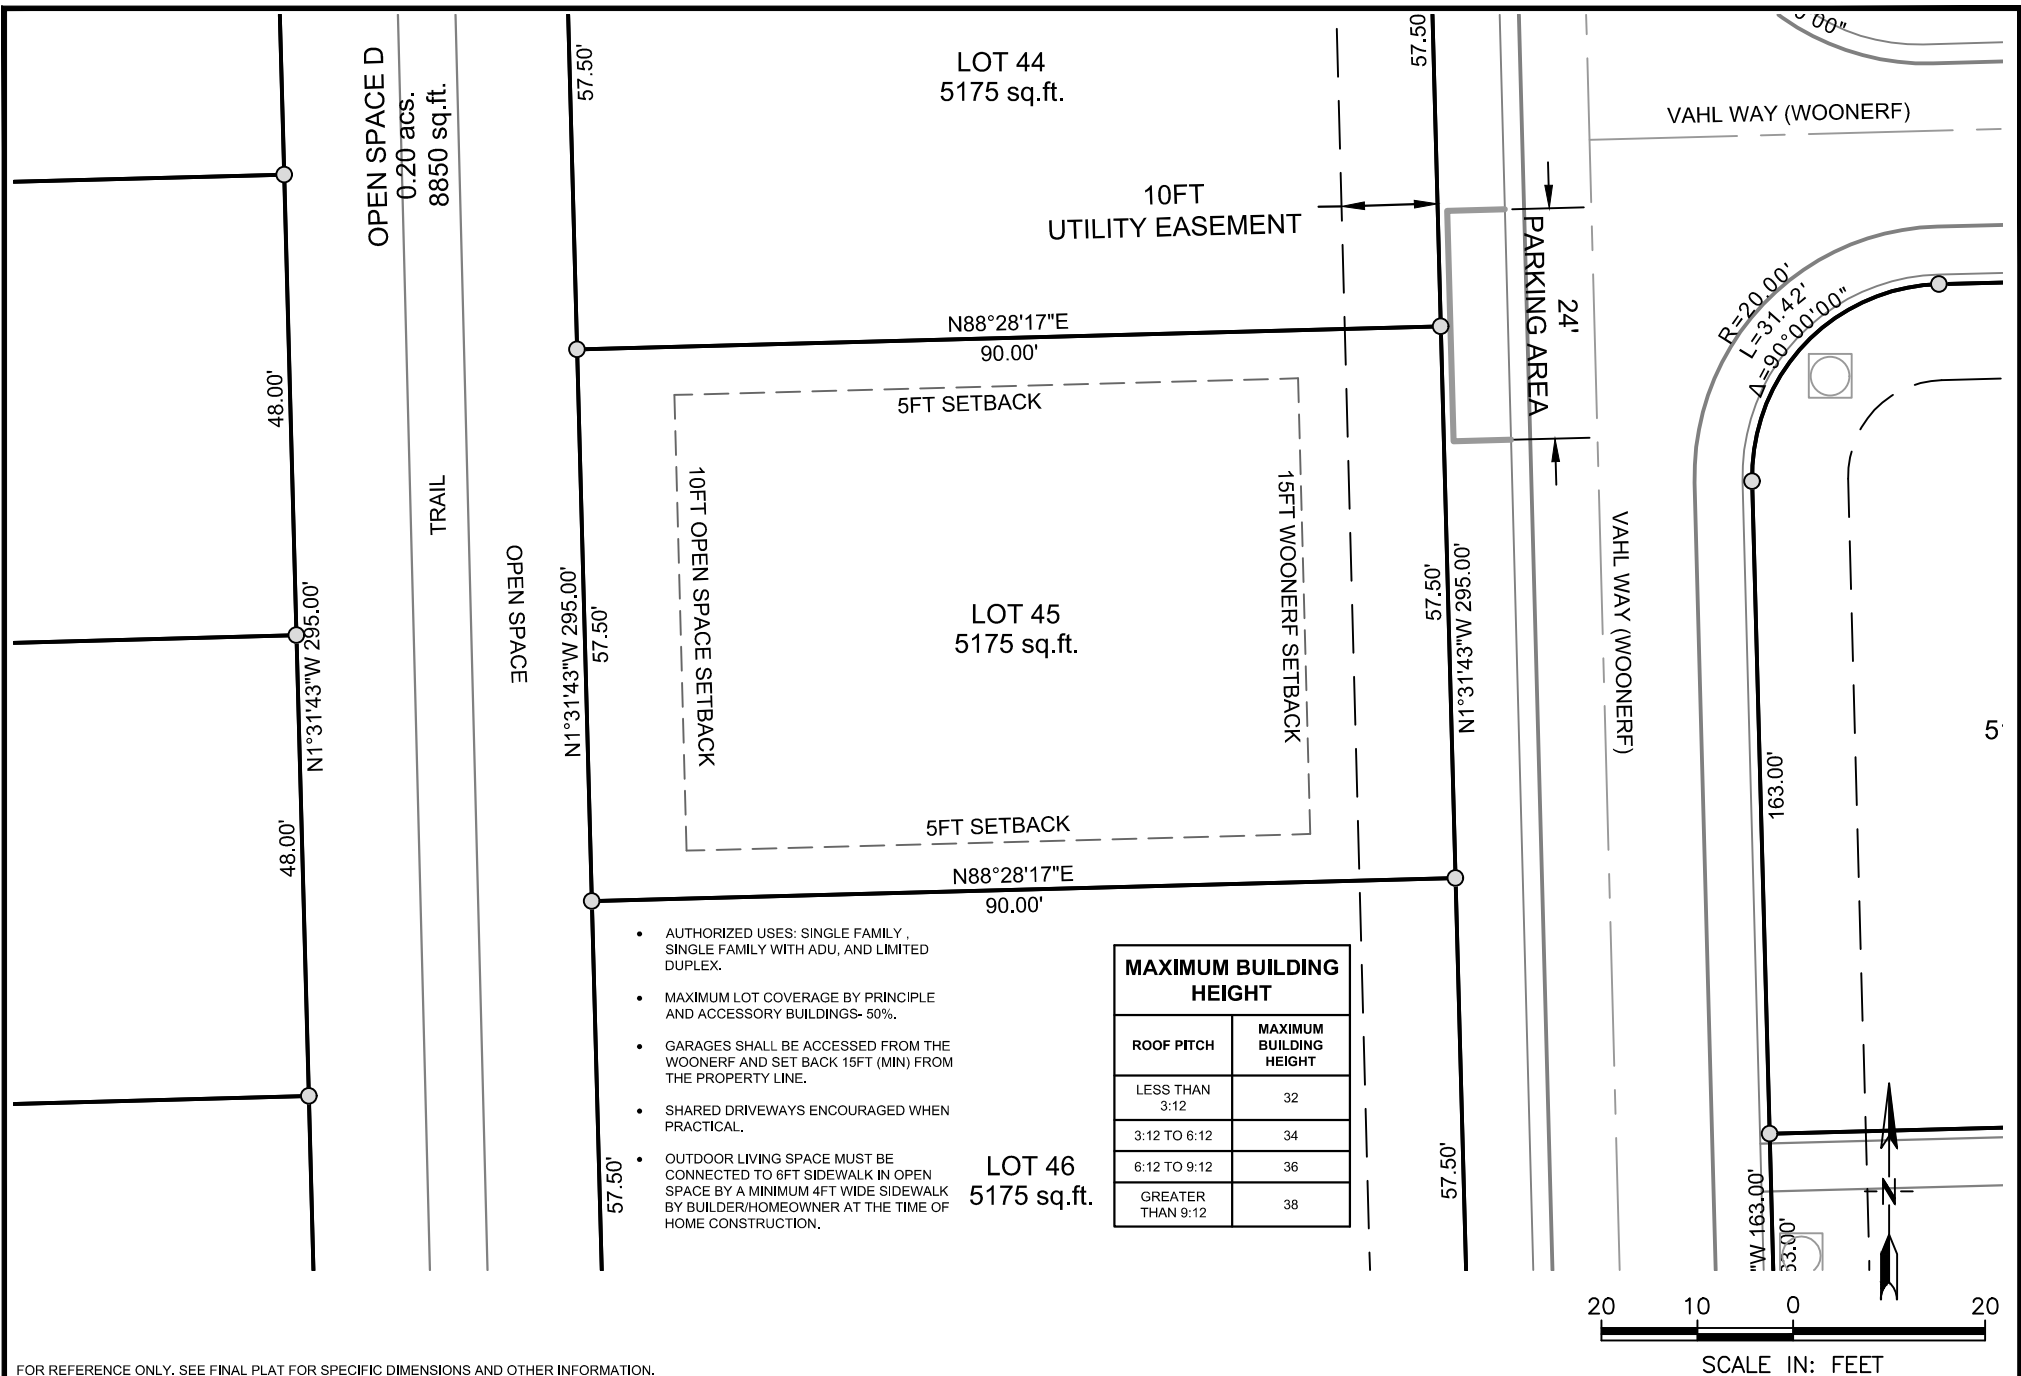 OPEN SPACE D
0.20 acs.
8850 sq.ft.
57.50'
LOT 44
5175 sq.ft.
57.50'
VAHL WAY (WOONERF)
10FT
UTILITY EASEMENT
PARKING AREA
24'
R=20.00'
L=31.42'
Δ=90°00'00"
N88°28'17"E
90.00'
48.00'
5FT SETBACK
TRAIL
OPEN SPACE
10FT OPEN SPACE SETBACK
15FT WOONERF SETBACK
N1°31'43"W 295.00'
N1°31'43"W 295.00'
57.50'
LOT 45
5175 sq.ft.
57.50'
N1°31'43"W 295.00'
VAHL WAY (WOONERF)
163.00'
48.00'
5FT SETBACK
N88°28'17"E
90.00'
• AUTHORIZED USES: SINGLE FAMILY ,
SINGLE FAMILY WITH ADU, AND LIMITED
DUPLEX.
• MAXIMUM LOT COVERAGE BY PRINCIPLE
AND ACCESSORY BUILDINGS- 50%.
• GARAGES SHALL BE ACCESSED FROM THE
WOONERF AND SET BACK 15FT (MIN) FROM
THE PROPERTY LINE.
• SHARED DRIVEWAYS ENCOURAGED WHEN
PRACTICAL.
• OUTDOOR LIVING SPACE MUST BE
CONNECTED TO 6FT SIDEWALK IN OPEN
SPACE BY A MINIMUM 4FT WIDE SIDEWALK
BY BUILDER/HOMEOWNER AT THE TIME OF
HOME CONSTRUCTION.
57.50'
LOT 46
5175 sq.ft.
MAXIMUM BUILDING
HEIGHT
ROOF PITCH
MAXIMUM
BUILDING
HEIGHT
LESS THAN
3:12
32
3:12 TO 6:12
34
6:12 TO 9:12
36
GREATER
THAN 9:12
38
57.50'
"W 163.00'
N
20 10 0 20
SCALE IN: FEET
FOR REFERENCE ONLY. SEE FINAL PLAT FOR SPECIFIC DIMENSIONS AND OTHER INFORMATION.